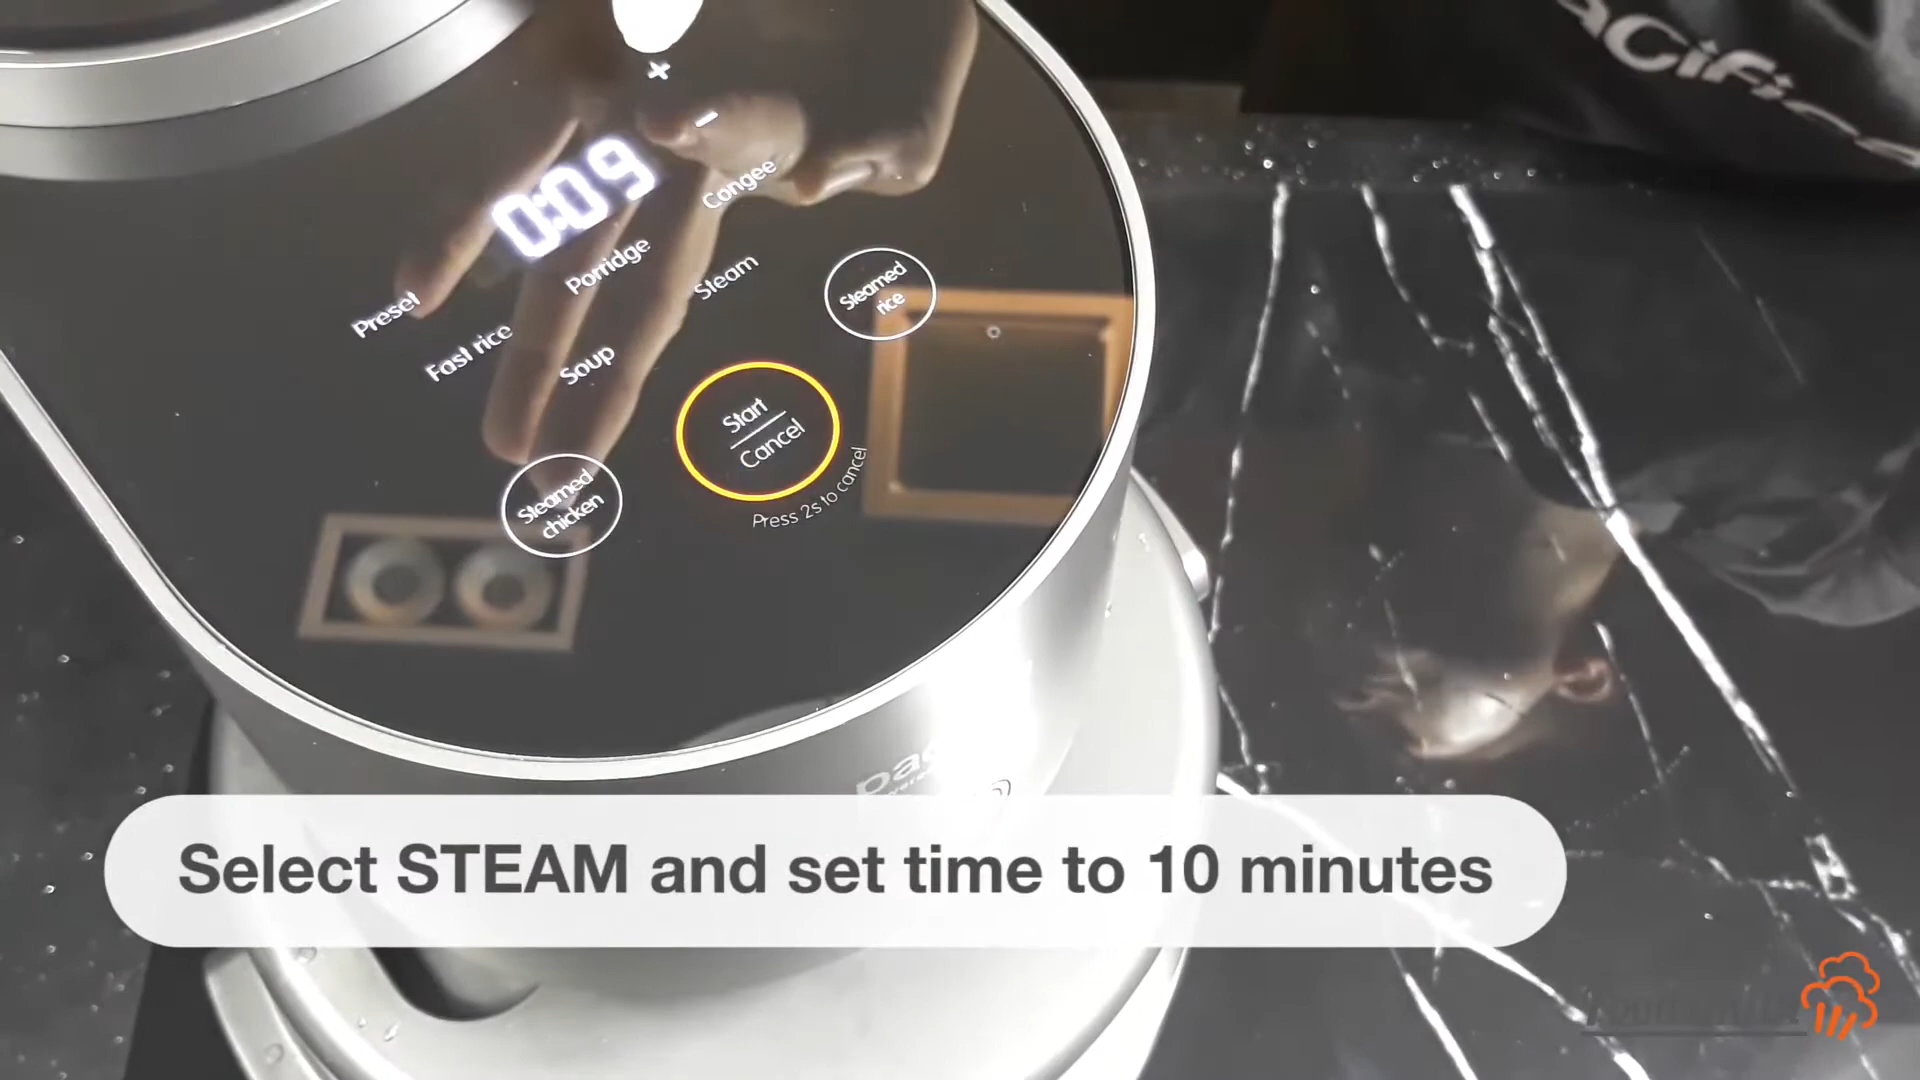 aCifica
+
-
0:09
Congee
Porridge
Steam
Preset
Fast rice
Soup
Steamed
rice
Start
Cancel
Press 2s to cancel
Steamed
chicken
Select STEAM and set time to 10 minutes